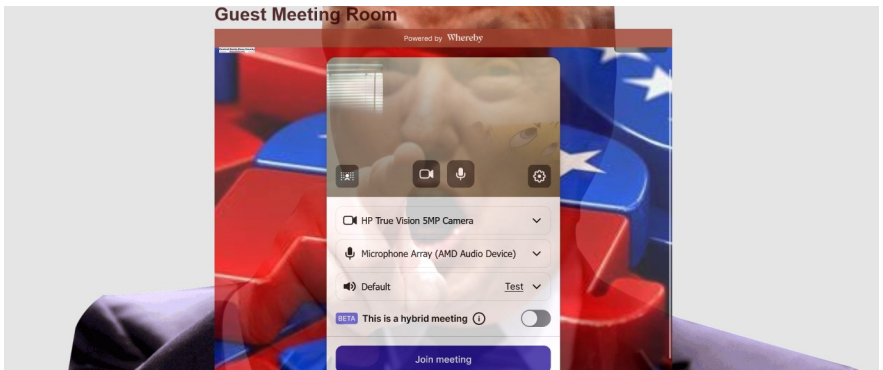 Guest Meeting Room
Powered by Whereby
HP True Vision 5MP Camera
Microphone Array (AMD Audio Device)
Default Test
BETA This is a hybrid meeting
Join meeting